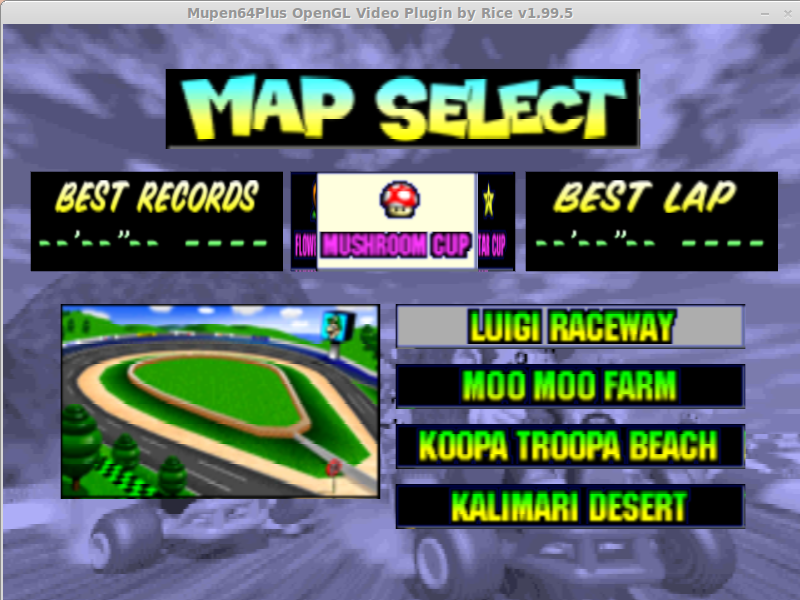 Mupen64Plus OpenGL Video Plugin by Rice v1.99.5
MAP SELECT
BEST RECORDS
--'--"-- ----
MUSHROOM CUP
BEST LAP
--'--"-- ----
LUIGI RACEWAY
MOO MOO FARM
KOOPA TROOPA BEACH
KALIMARI DESERT